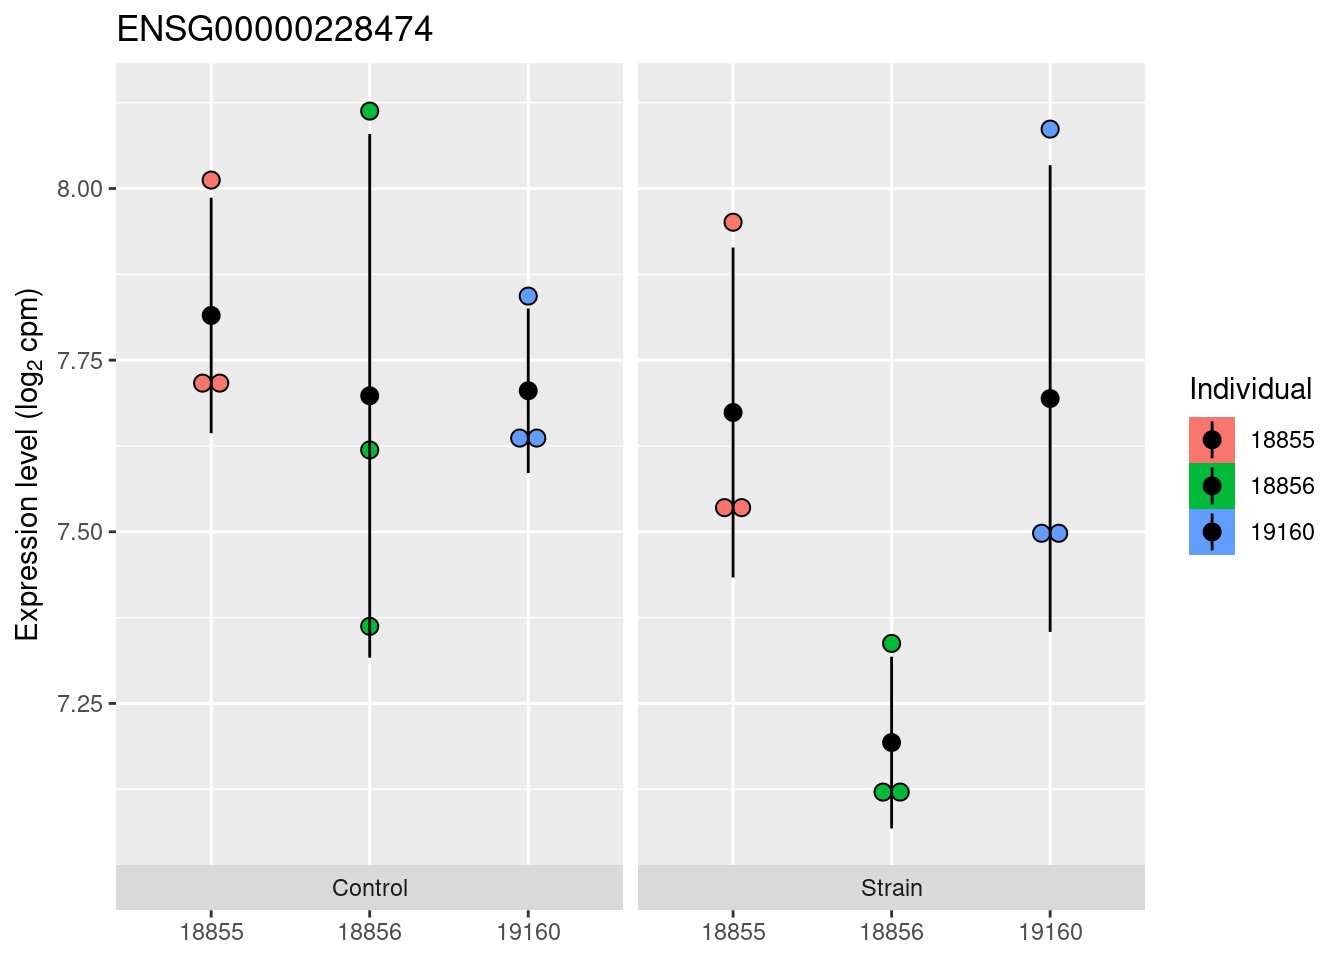 ENSG00000228474
Expression level (log2 cpm)
8.00
7.75
7.50
7.25
Control
Strain
18855
18856
19160
18855
18856
19160
Individual
18855
18856
19160